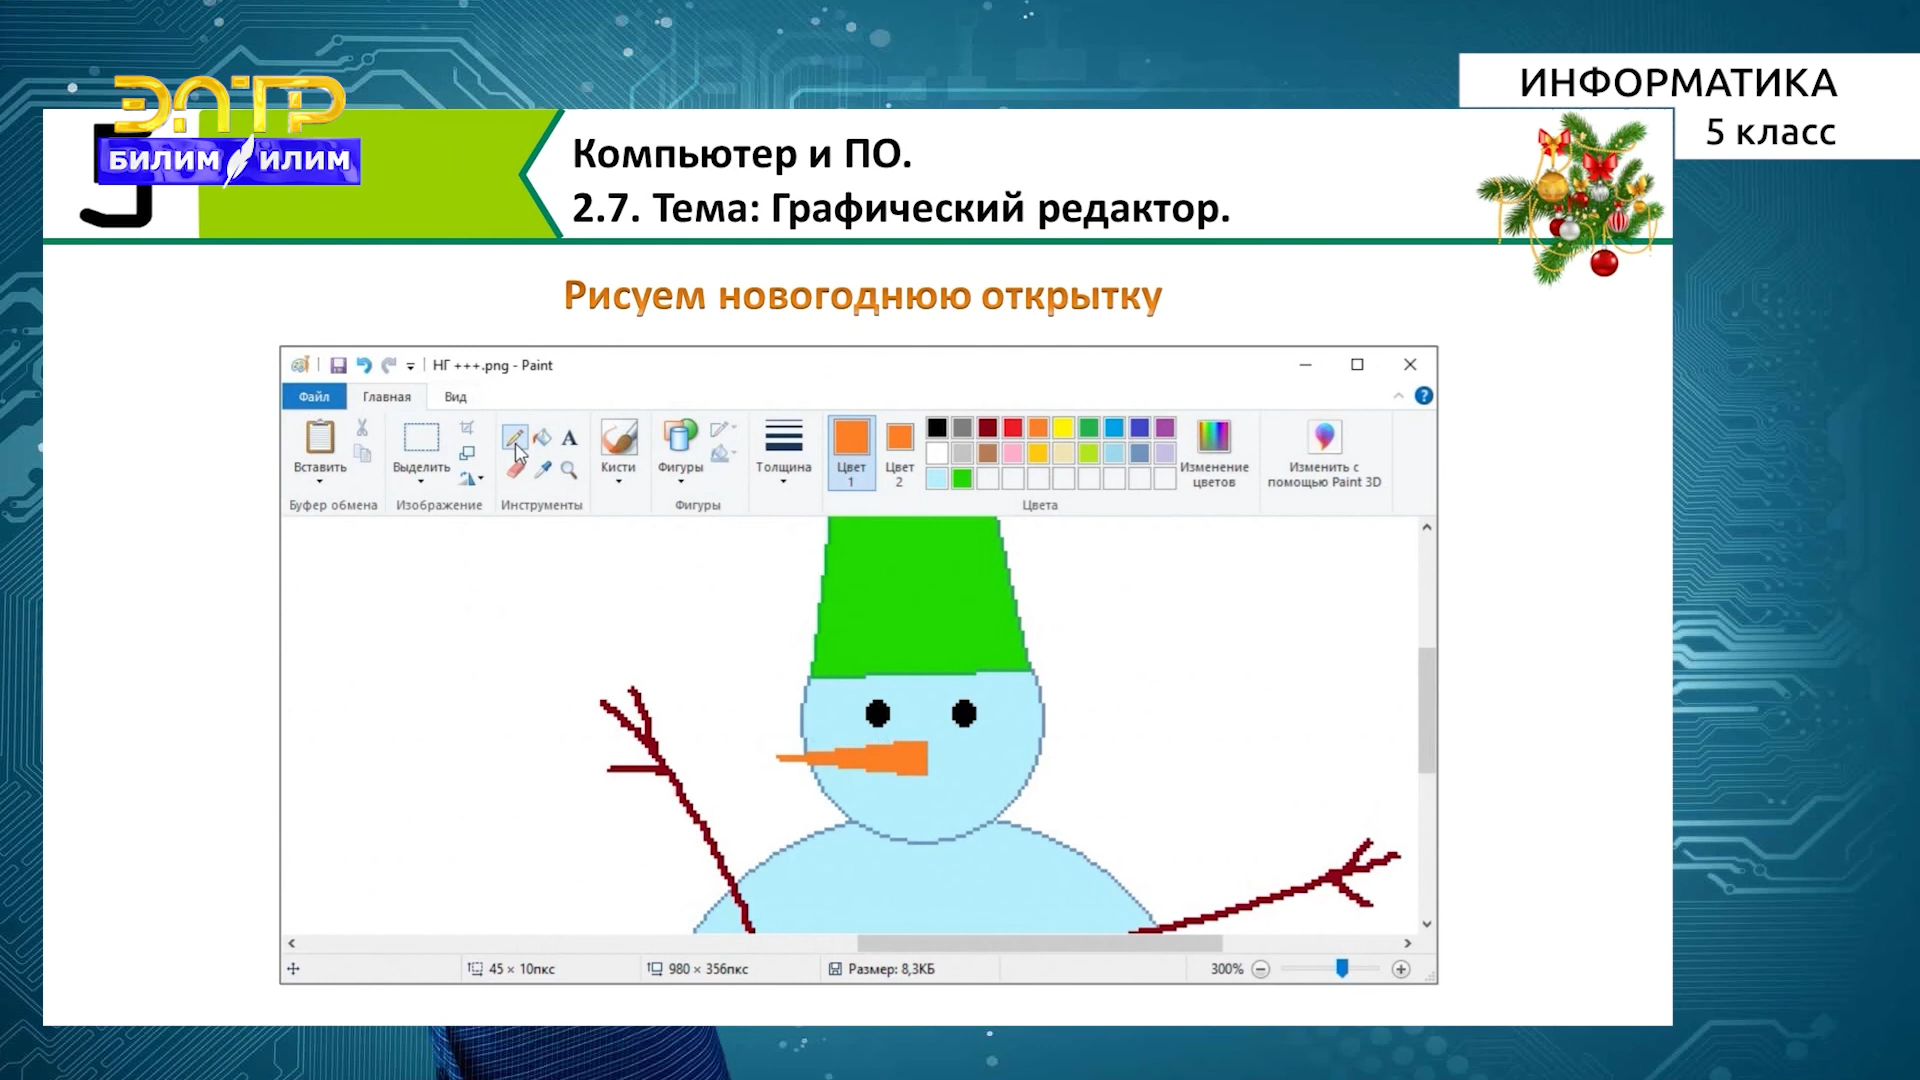 ИНФОРМАТИКА
5 класс
ЭЛТР
БИЛИМ ИЛИМ
5
Компьютер и ПО.
2.7. Тема: Графический редактор.
Рисуем новогоднюю открытку
НГ +++.png - Paint
Файл Главная Вид
Вставить Выделить Кисти Фигуры Толщина Цвет 1 Цвет 2 Изменение цветов Изменить с помощью Paint 3D
Буфер обмена Изображение Инструменты Фигуры Цвета
45 × 10пкс 980 × 356пкс Размер: 8,3КБ 300%